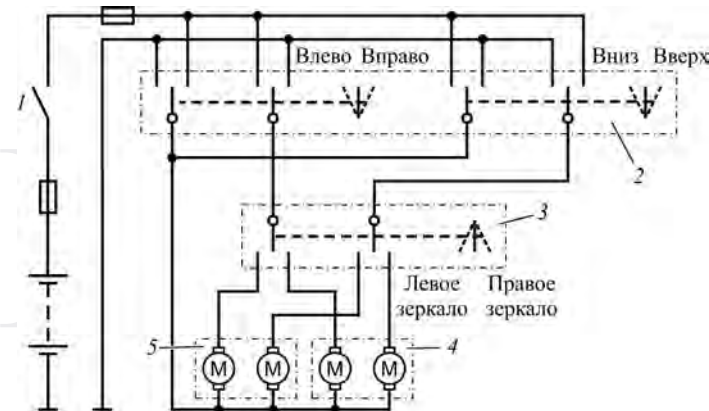 Влево Вправо
Вниз Вверх
1
2
3
Левое Правое
зеркало зеркало
5
4
М М М М